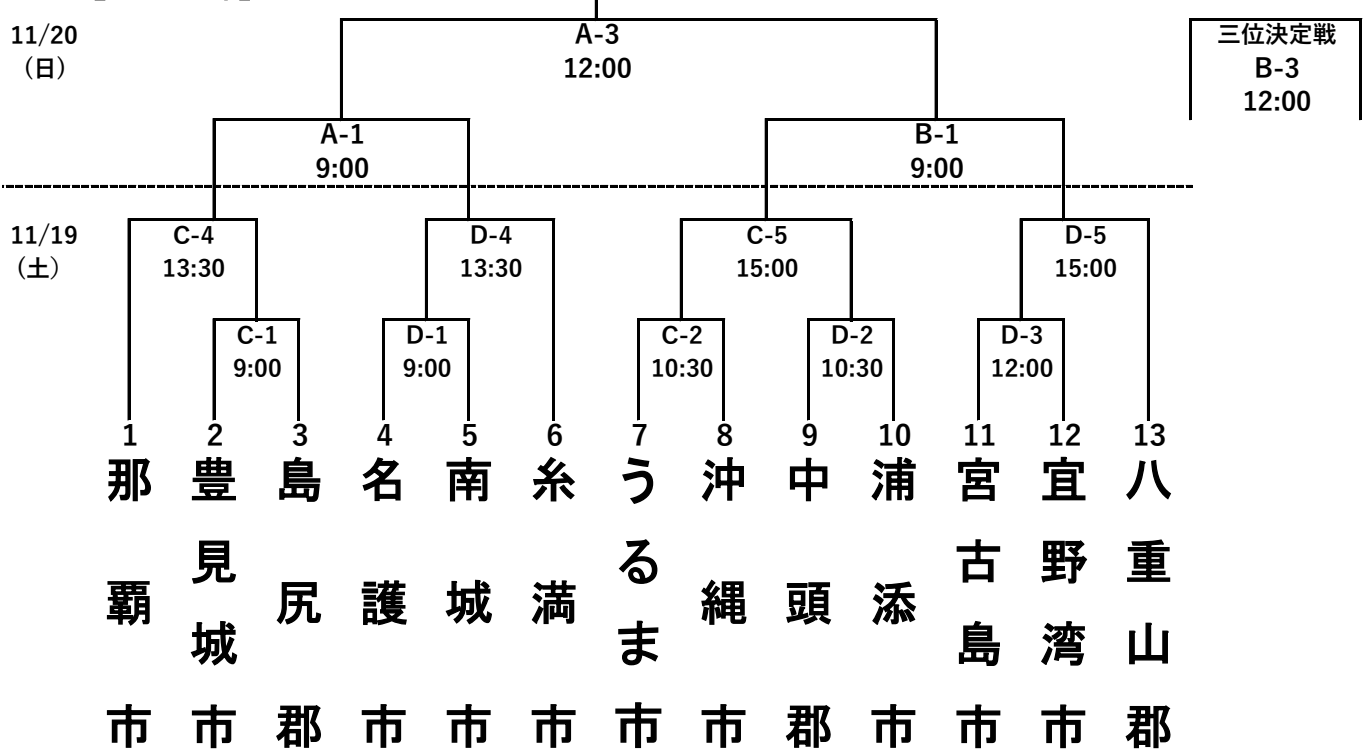 11/20
（日）
A-3
12:00
三位決定戦
B-3
12:00
A-1
9:00
B-1
9:00
11/19
（土）
C-4
13:30
D-4
13:30
C-5
15:00
D-5
15:00
C-1
9:00
D-1
9:00
C-2
10:30
D-2
10:30
D-3
12:00
1
2
3
4
5
6
7
8
9
10
11
12
13
那覇市
豊見城市
島尻郡
名護市
南城市
糸満市
うるま市
沖縄市
中頭郡
浦添市
宮古島市
宜野湾市
八重山郡